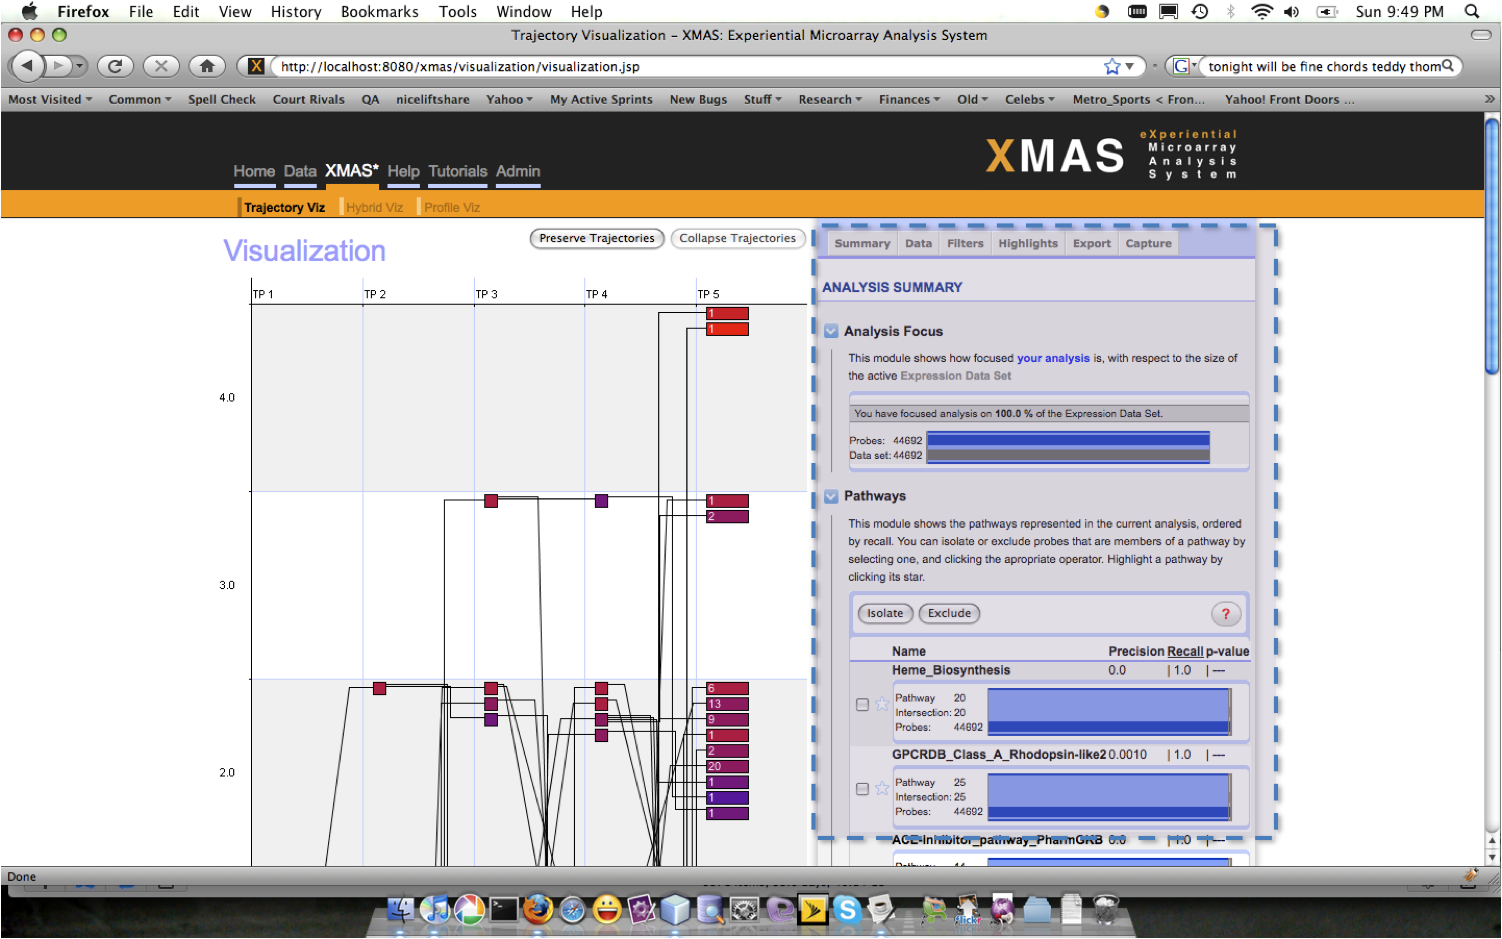 Firefox File Edit View History Bookmarks Tools Window Help Sun 9:49 PM
Trajectory Visualization – XMAS: Experiential Microarray Analysis System
X http://localhost:8080/xmas/visualization/visualization.jsp G tonight will be fine chords teddy thom
Most Visited Common Spell Check Court Rivals QA niceliftshare Yahoo My Active Sprints New Bugs Stuff Research Finances Old Celebs Metro_Sports < Fron... Yahoo! Front Doors ... »
XMAS
eXperiential
Microarray
Analysis
System
Home Data XMAS* Help Tutorials Admin
Trajectory Viz Hybrid Viz Profile Viz
Visualization
Preserve Trajectories Collapse Trajectories
TP 1 TP 2 TP 3 TP 4 TP 5
1
1
4.0
1
2
3.0
6
13
9
1
2
20
1
1
1
2.0
Summary Data Filters Highlights Export Capture
ANALYSIS SUMMARY
Analysis Focus
This module shows how focused your analysis is, with respect to the size of
the active Expression Data Set
You have focused analysis on 100.0 % of the Expression Data Set.
Probes: 44692
Data set: 44692
Pathways
This module shows the pathways represented in the current analysis, ordered
by recall. You can isolate or exclude probes that are members of a pathway by
selecting one, and clicking the apropriate operator. Highlight a pathway by
clicking its star.
Isolate Exclude ?
Name Precision Recall p-value
Heme_Biosynthesis 0.0 | 1.0 | ---
Pathway 20
Intersection: 20
Probes: 44692
GPCRDB_Class_A_Rhodopsin-like2 0.0010 | 1.0 | ---
Pathway 25
Intersection: 25
Probes: 44692
ACE-Inhibitor_pathway_PharmGKB 0.0 | 1.0 | ---
Done
flickr